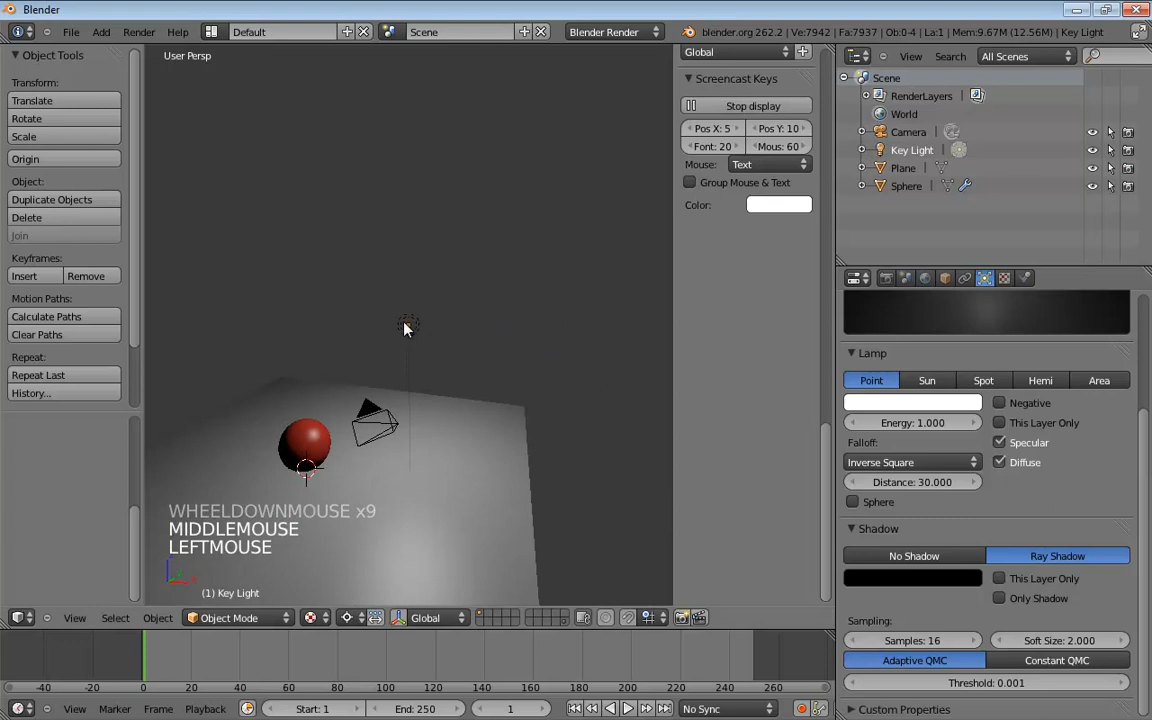 Blender
File Add Render Help Default Scene Blender Render blender.org 262.2 | Ve:7942 | Fa:7937 | Ob:0-4 | La:1 | Mem:9.67M (12.56M) | Key Light
Object Tools
Transform:
Translate
Rotate
Scale
Origin
Object:
Duplicate Objects
Delete
Join
Keyframes:
Insert Remove
Motion Paths:
Calculate Paths
Clear Paths
Repeat:
Repeat Last
History...
User Persp
WHEELDOWNMOUSE x9
MIDDLEMOUSE
LEFTMOUSE
(1) Key Light
Global
Screencast Keys
Stop display
Pos X: 5 Pos Y: 10
Font: 20 Mous: 60
Mouse: Text
Group Mouse & Text
Color:
View Search All Scenes
Scene
RenderLayers
World
Camera
Key Light
Plane
Sphere
Lamp
Point Sun Spot Hemi Area
Negative
Energy: 1.000 This Layer Only
Falloff: Specular
Inverse Square Diffuse
Distance: 30.000
Sphere
Shadow
No Shadow Ray Shadow
This Layer Only
Only Shadow
Sampling:
Samples: 16 Soft Size: 2.000
Adaptive QMC Constant QMC
Threshold: 0.001
Custom Properties
View Select Object Object Mode Global
-40 -20 0 20 40 60 80 100 120 140 160 180 200 220 240 260
View Marker Frame Playback Start: 1 End: 250 1 No Sync